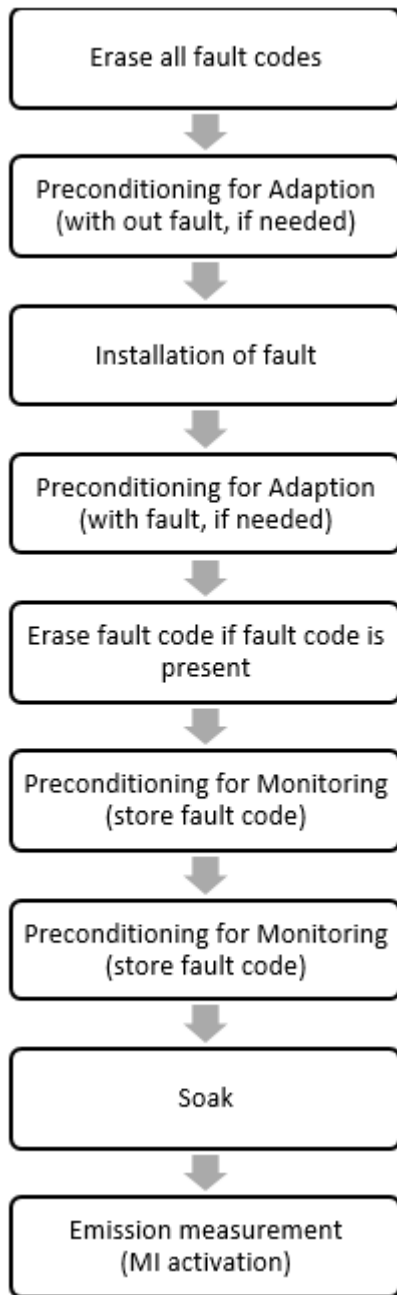 Erase all fault codes
Preconditioning for Adaption
(with out fault, if needed)
Installation of fault
Preconditioning for Adaption
(with fault, if needed)
Erase fault code if fault code is
present
Preconditioning for Monitoring
(store fault code)
Preconditioning for Monitoring
(store fault code)
Soak
Emission measurement
(MI activation)